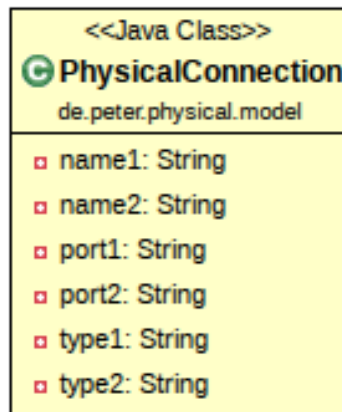 <<Java Class>>
C PhysicalConnection
de.peter.physical.model
name1: String
name2: String
port1: String
port2: String
type1: String
type2: String